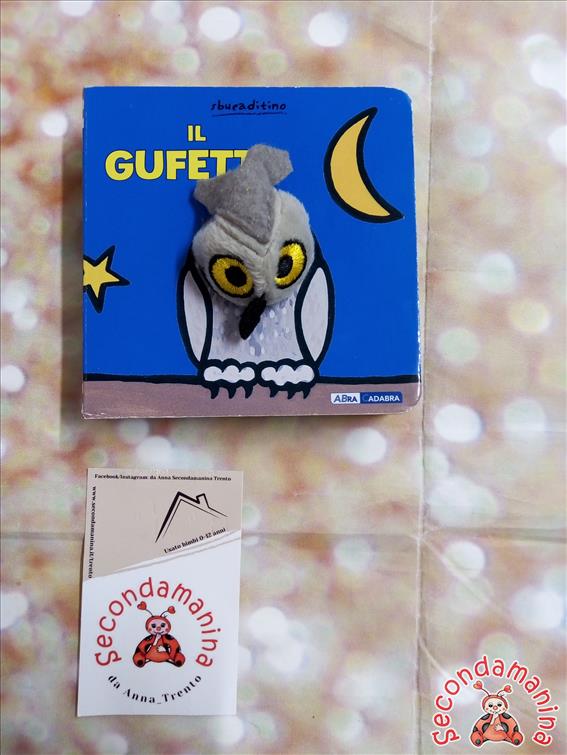 sbucaditino
IL
GUFETT
ABRA CADABRA
Facebook/Instagram: da Anna Secondamanina Trento
www.secondamanina.it/trento
Usato bimbi 0-12 anni
Secondamanina
da Anna_Trento
Secondamanina